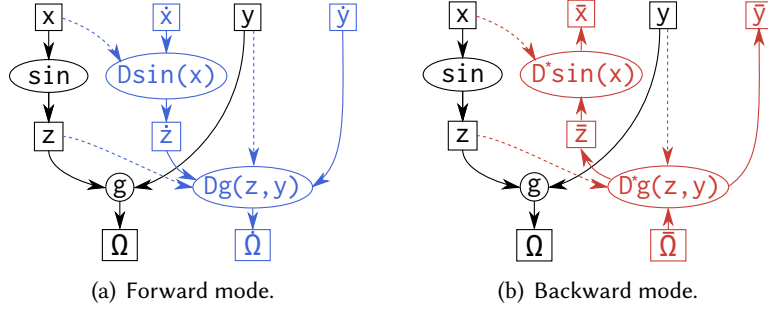 x ẋ y ẏ
sin Dsin(x)
z ż
g Dg(z,y)
Ω Ω̇
(a) Forward mode.
x x̄ y ȳ
sin D*sin(x)
z z̄
g D*g(z,y)
Ω Ω̄
(b) Backward mode.